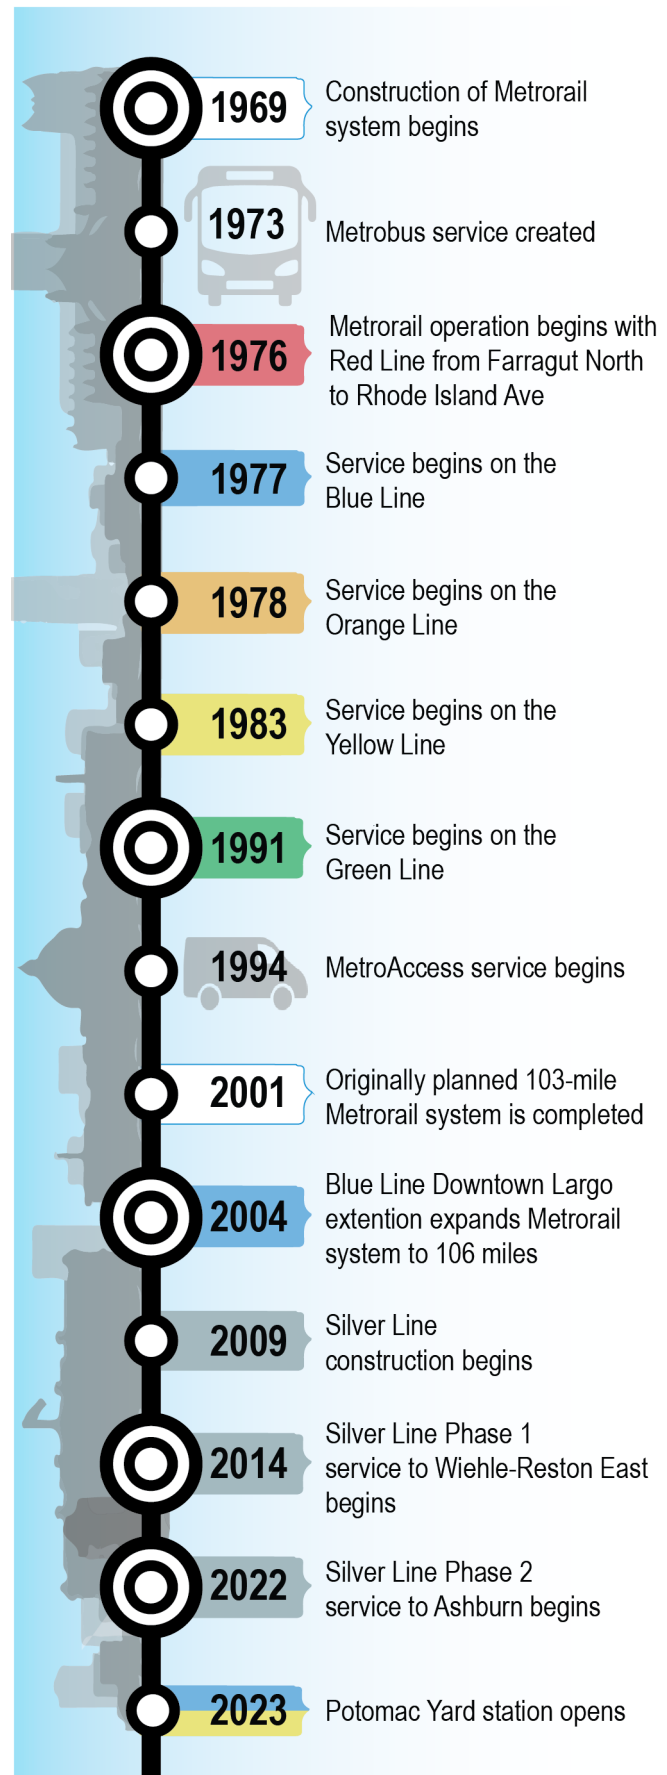 1969
Construction of Metrorail
system begins
1973
Metrobus service created
1976
Metrorail operation begins with
Red Line from Farragut North
to Rhode Island Ave
1977
Service begins on the
Blue Line
1978
Service begins on the
Orange Line
1983
Service begins on the
Yellow Line
1991
Service begins on the
Green Line
1994
MetroAccess service begins
2001
Originally planned 103-mile
Metrorail system is completed
2004
Blue Line Downtown Largo
extention expands Metrorail
system to 106 miles
2009
Silver Line
construction begins
2014
Silver Line Phase 1
service to Wiehle-Reston East
begins
2022
Silver Line Phase 2
service to Ashburn begins
2023
Potomac Yard station opens